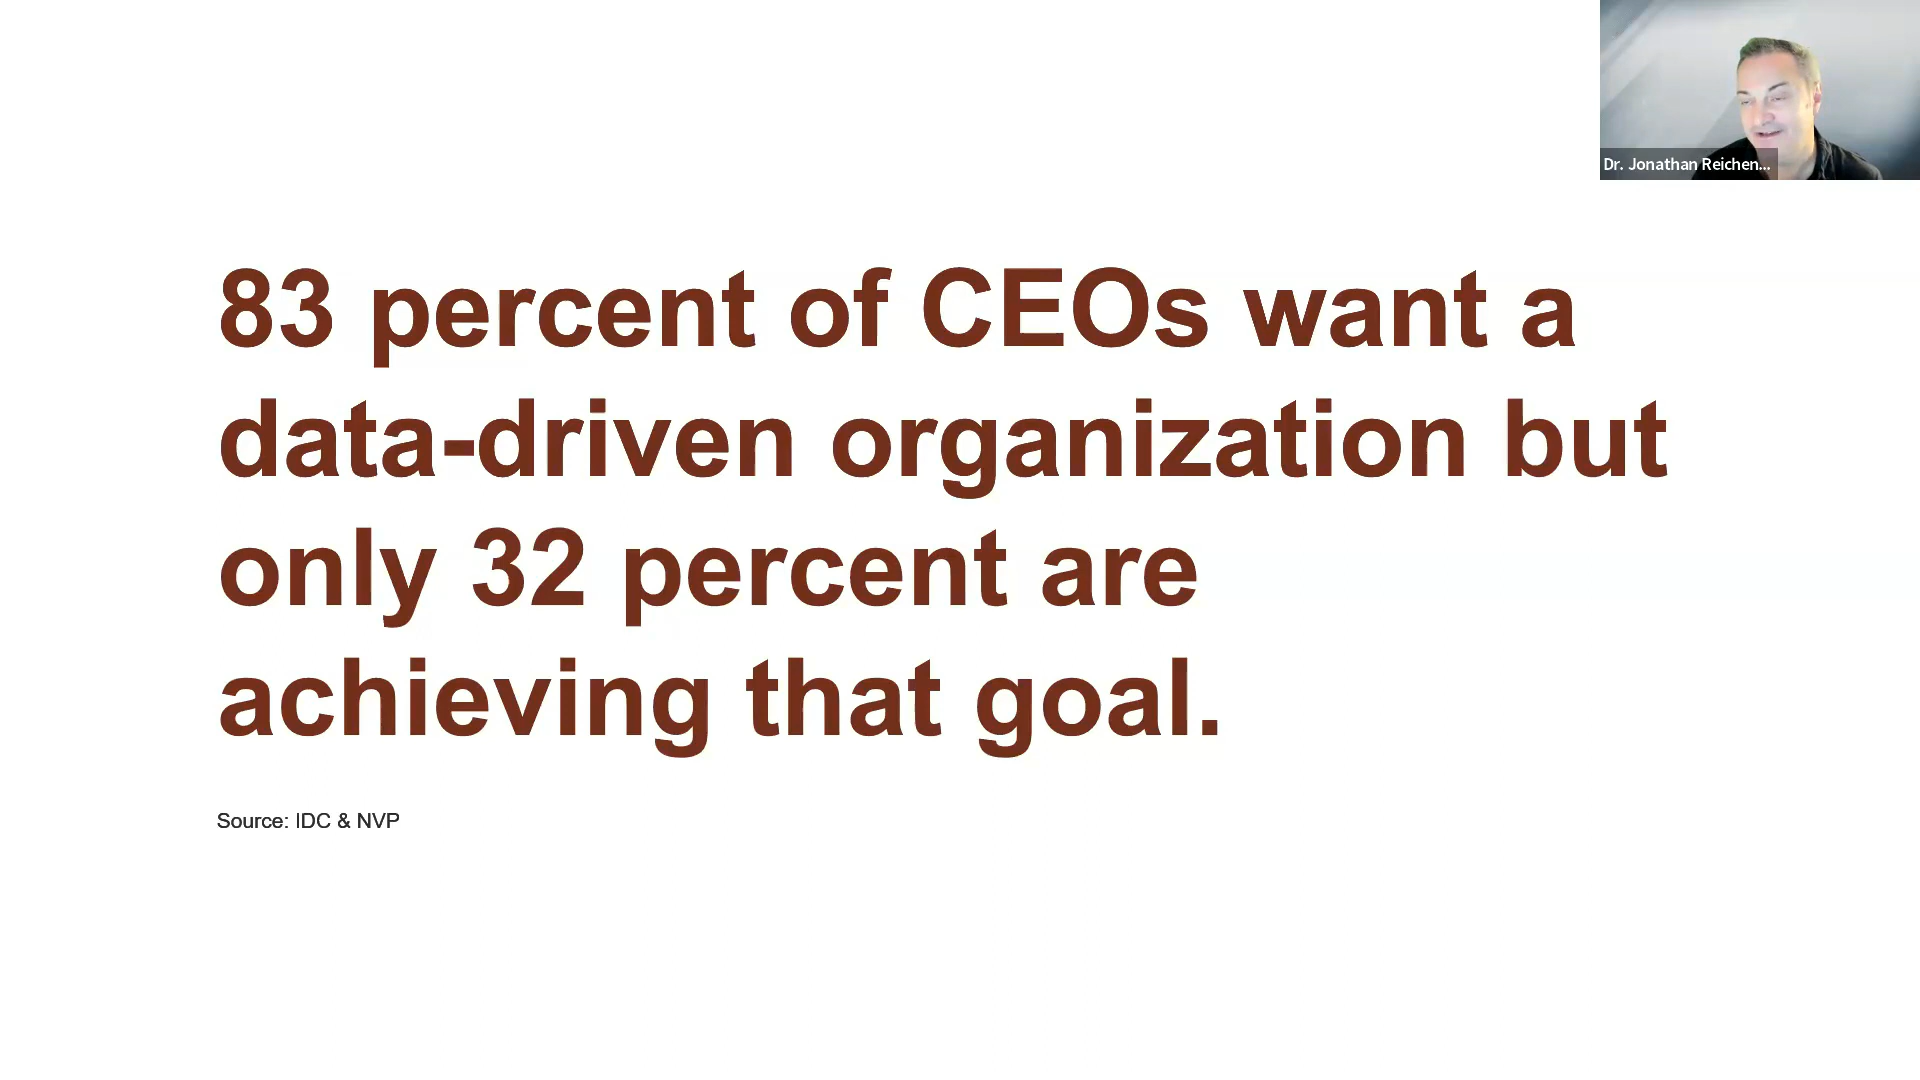 Dr. Jonathan Reichen...
83 percent of CEOs want a
data-driven organization but
only 32 percent are
achieving that goal.
Source: IDC & NVP